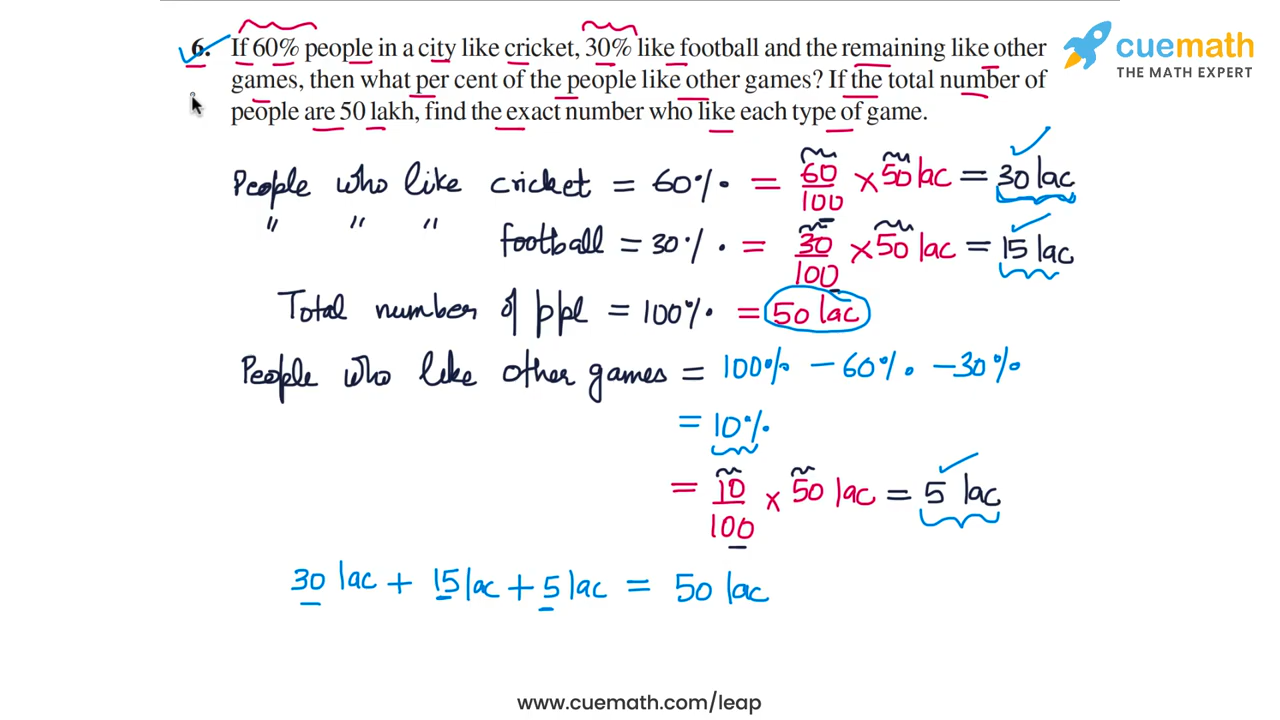 6. If 60% people in a city like cricket, 30% like football and the remaining like other
games, then what per cent of the people like other games? If the total number of
people are 50 lakh, find the exact number who like each type of game.
cuemath
THE MATH EXPERT
People who like cricket = 60% = 60/100 × 50 lac = 30 lac
" " " football = 30% = 30/100 × 50 lac = 15 lac
Total number of ppl = 100% = 50 lac
People who like other games = 100% - 60% - 30%
= 10%
= 10/100 × 50 lac = 5 lac
30 lac + 15 lac + 5 lac = 50 lac
www.cuemath.com/leap